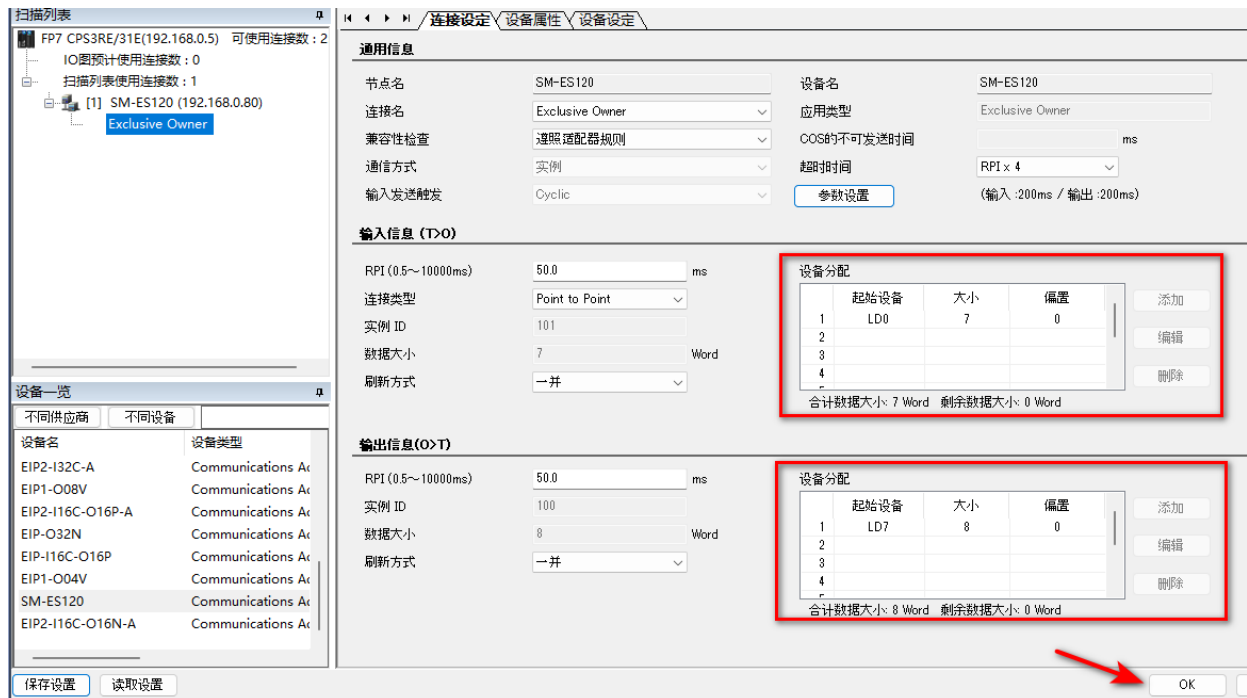 扫描列表
FP7 CPS3RE/31E(192.168.0.5) 可使用连接数 : 2
IO图预计使用连接数 : 0
扫描列表使用连接数 : 1
[1] SM-ES120 (192.168.0.80)
Exclusive Owner
连接设定 设备属性 设备设定
通用信息
节点名 SM-ES120 设备名 SM-ES120
连接名 Exclusive Owner 应用类型 Exclusive Owner
兼容性检查 遵照适配器规则 COS的不可发送时间 ms
通信方式 实例 超时时间 RPI x 4
输入发送触发 Cyclic 参数设置 (输入 :200ms / 输出 :200ms)
输入信息 (T>O)
RPI (0.5～10000ms) 50.0 ms 设备分配
连接类型 Point to Point 起始设备 大小 偏置 添加
实例 ID 101 1 LD0 7 0
数据大小 7 Word 2 编辑
3
刷新方式 一并 4 删除
合计数据大小: 7 Word 剩余数据大小: 0 Word
输出信息(O>T)
RPI (0.5～10000ms) 50.0 ms 设备分配
实例 ID 100 起始设备 大小 偏置 添加
数据大小 8 Word 1 LD7 8 0
2 编辑
刷新方式 一并 3
4 删除
合计数据大小: 8 Word 剩余数据大小: 0 Word
设备一览
不同供应商 不同设备
设备名 设备类型
EIP2-I32C-A Communications A
EIP1-O08V Communications A
EIP2-I16C-O16P-A Communications A
EIP-O32N Communications A
EIP-I16C-O16P Communications A
EIP1-O04V Communications A
SM-ES120 Communications A
EIP2-I16C-O16N-A Communications A
保存设置 读取设置 OK